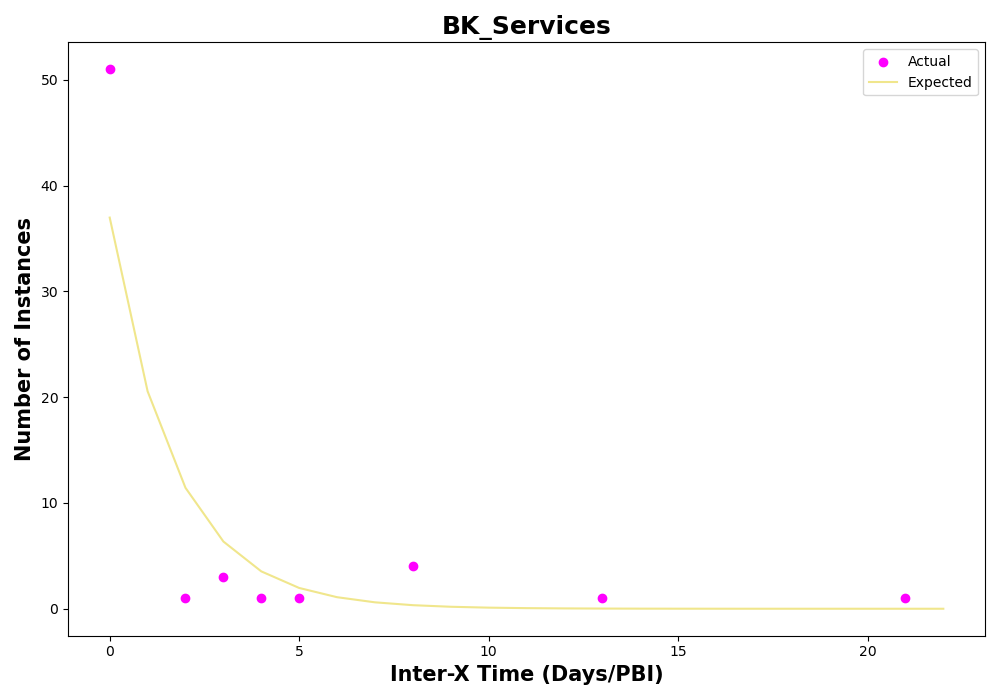 BK_Services
Actual
Expected
50
40
30
20
10
0
Number of Instances
0 5 10 15 20
Inter-X Time (Days/PBI)